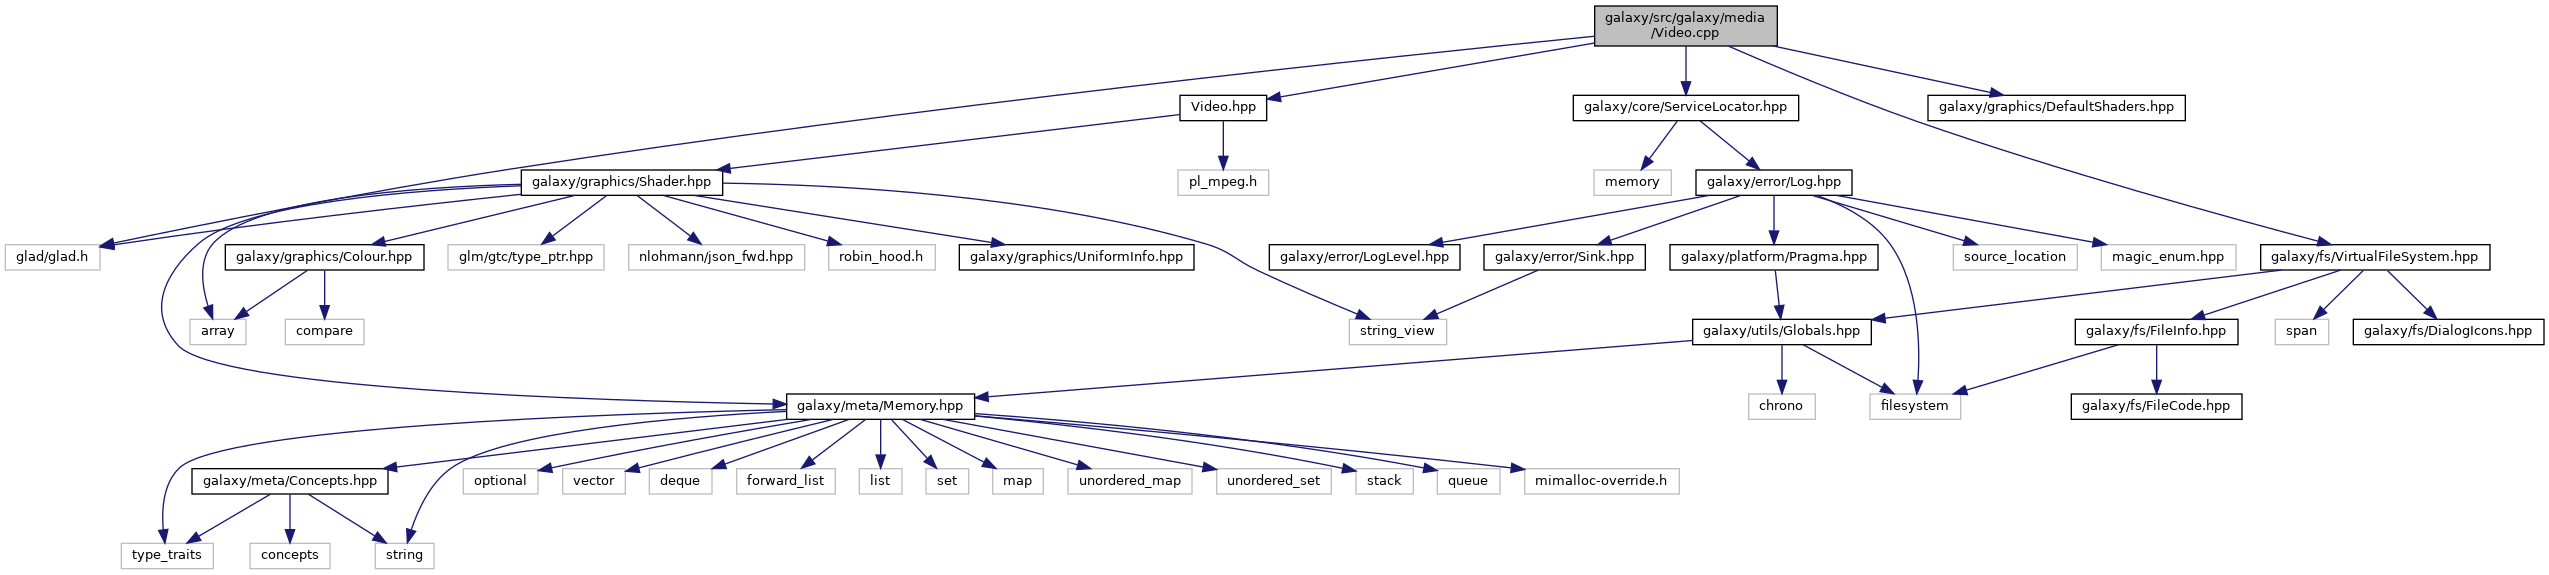 galaxy/src/galaxy/media
/Video.cpp
Video.hpp
galaxy/core/ServiceLocator.hpp
galaxy/graphics/DefaultShaders.hpp
galaxy/graphics/Shader.hpp
pl_mpeg.h
memory
galaxy/error/Log.hpp
glad/glad.h
galaxy/graphics/Colour.hpp
glm/gtc/type_ptr.hpp
nlohmann/json_fwd.hpp
robin_hood.h
galaxy/graphics/UniformInfo.hpp
galaxy/error/LogLevel.hpp
galaxy/error/Sink.hpp
galaxy/platform/Pragma.hpp
source_location
magic_enum.hpp
galaxy/fs/VirtualFileSystem.hpp
array
compare
string_view
galaxy/utils/Globals.hpp
galaxy/fs/FileInfo.hpp
span
galaxy/fs/DialogIcons.hpp
galaxy/meta/Memory.hpp
chrono
filesystem
galaxy/fs/FileCode.hpp
galaxy/meta/Concepts.hpp
optional
vector
deque
forward_list
list
set
map
unordered_map
unordered_set
stack
queue
mimalloc-override.h
type_traits
concepts
string